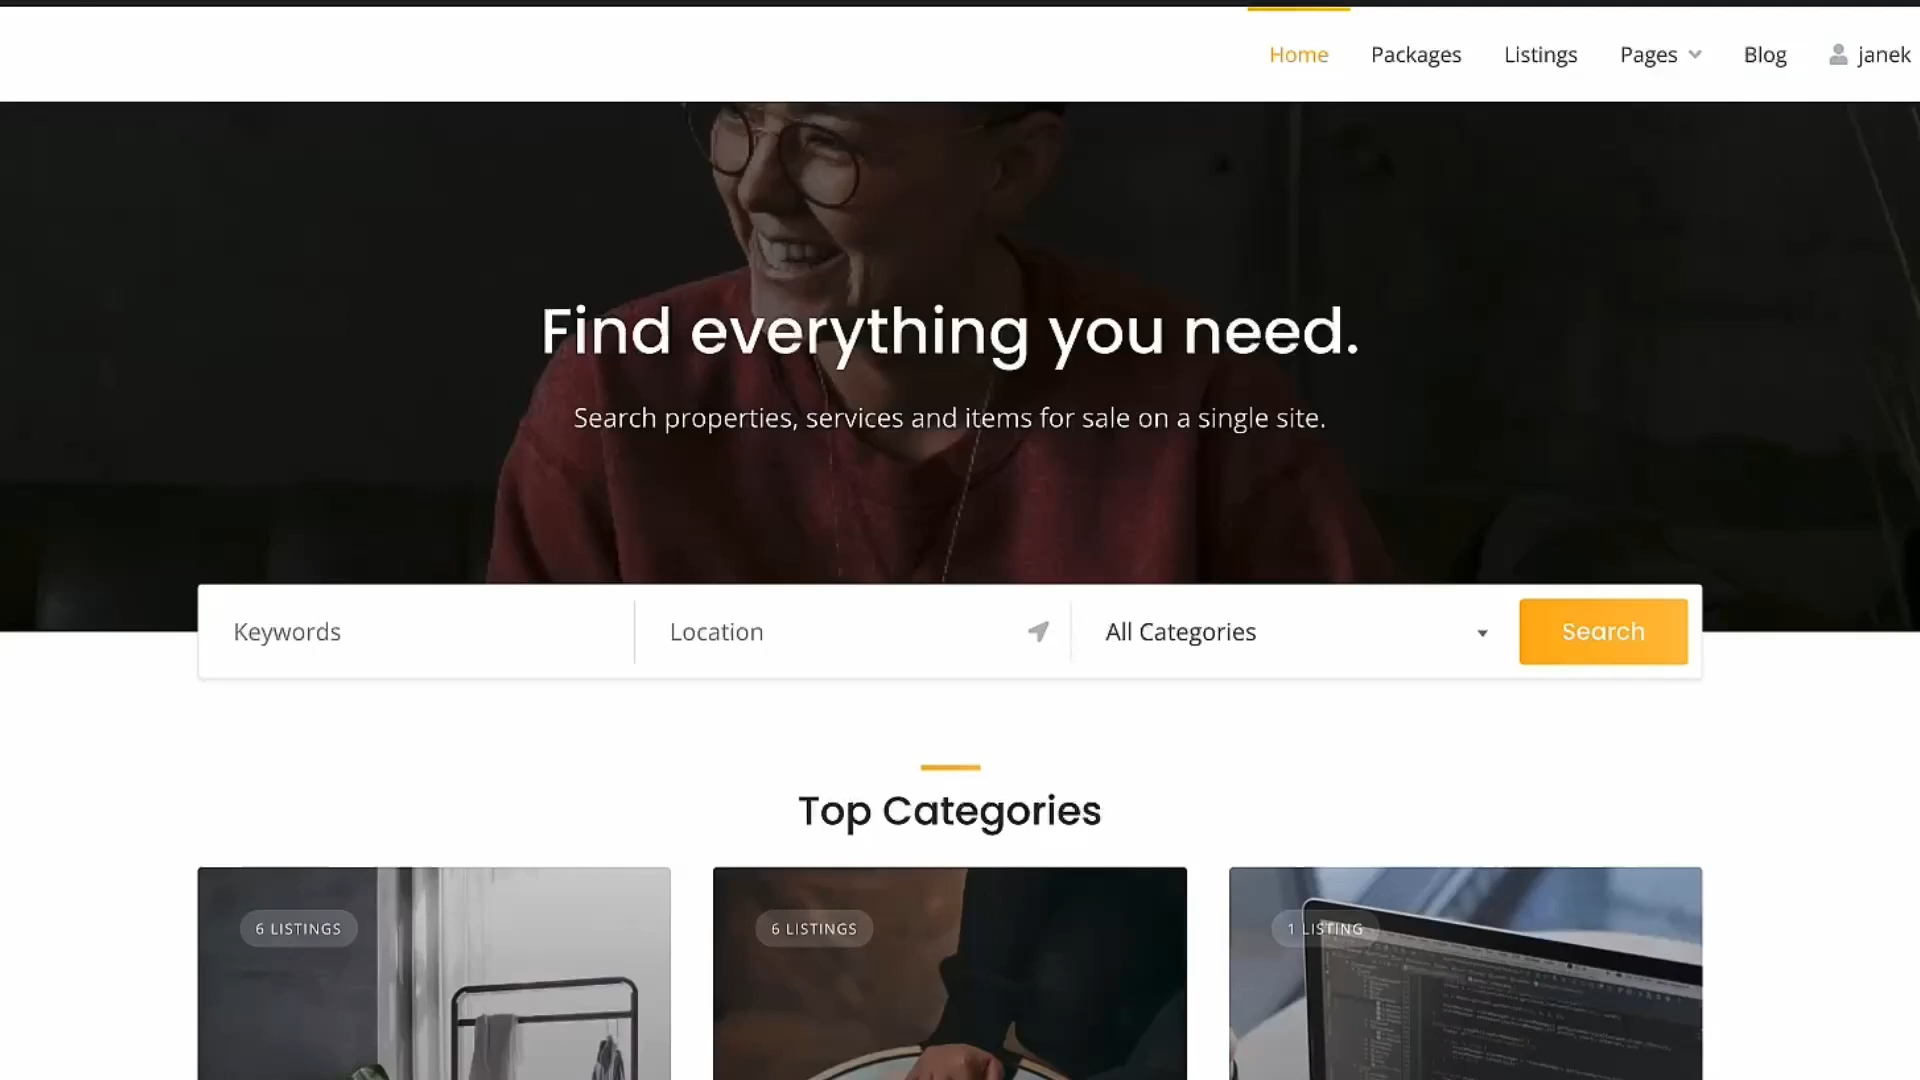 Home Packages Listings Pages Blog janek
Find everything you need.
Search properties, services and items for sale on a single site.
Keywords Location All Categories Search
Top Categories
6 LISTINGS 6 LISTINGS 1 LISTING